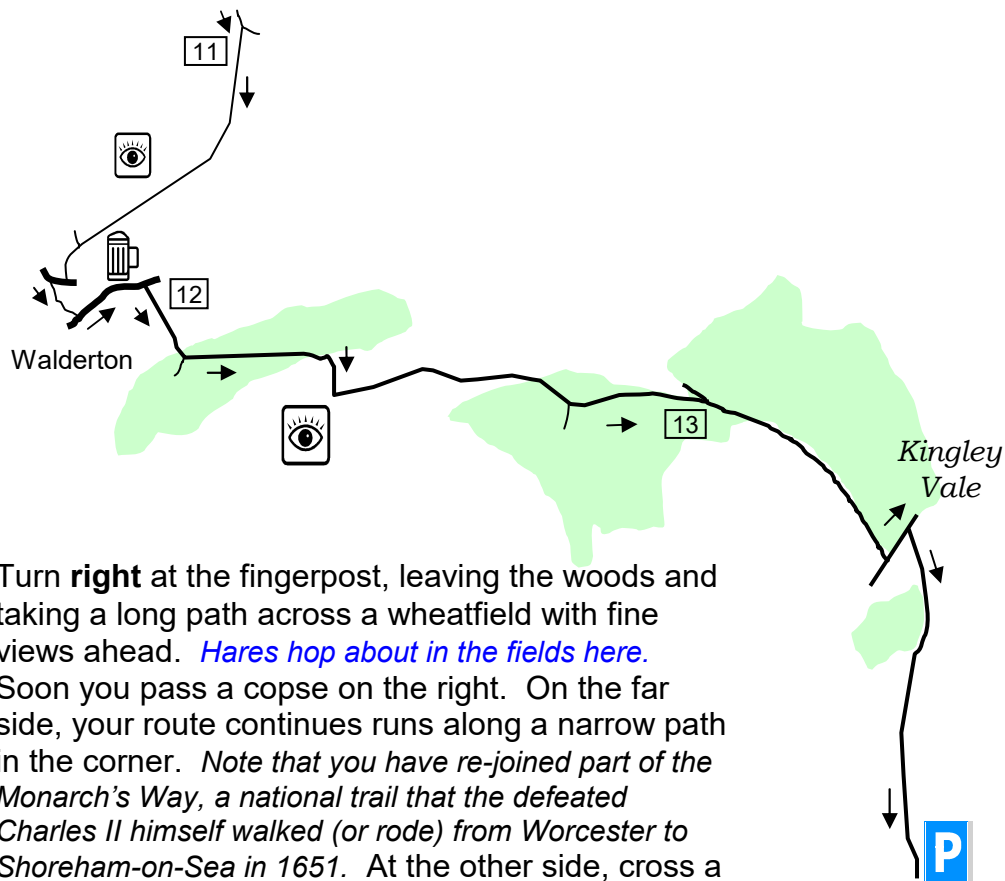 11
12
Walderton
13
Kingley
Vale
Turn right at the fingerpost, leaving the woods and
taking a long path across a wheatfield with fine
views ahead. Hares hop about in the fields here.
Soon you pass a copse on the right. On the far
side, your route continues runs along a narrow path
in the corner. Note that you have re-joined part of the
Monarch's Way, a national trail that the defeated
Charles II himself walked (or rode) from Worcester to
Shoreham-on-Sea in 1651. At the other side, cross a
P